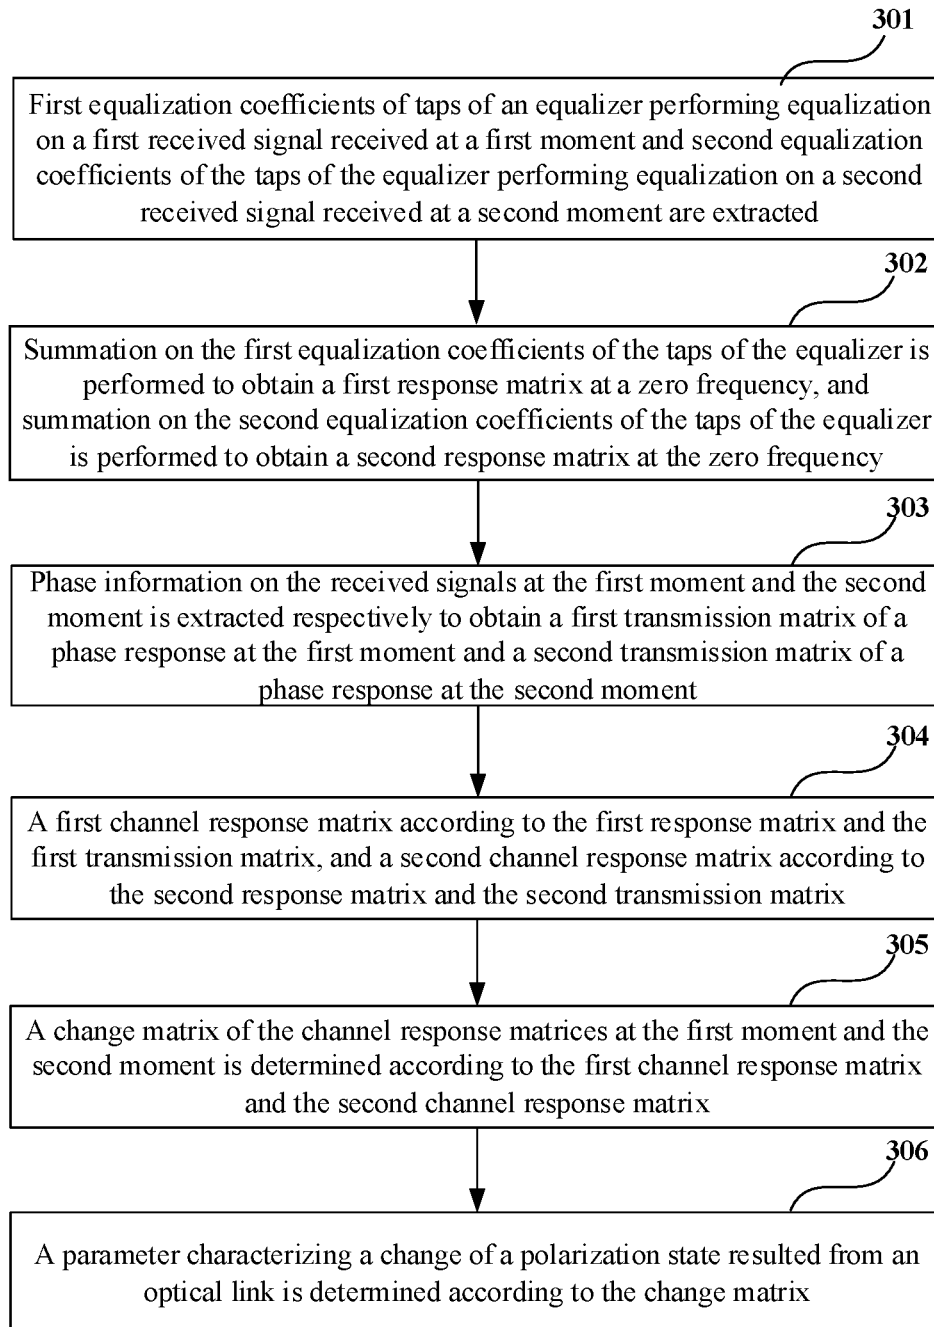 301
First equalization coefficients of taps of an equalizer performing equalization
on a first received signal received at a first moment and second equalization
coefficients of the taps of the equalizer performing equalization on a second
received signal received at a second moment are extracted
302
Summation on the first equalization coefficients of the taps of the equalizer is
performed to obtain a first response matrix at a zero frequency, and
summation on the second equalization coefficients of the taps of the equalizer
is performed to obtain a second response matrix at the zero frequency
303
Phase information on the received signals at the first moment and the second
moment is extracted respectively to obtain a first transmission matrix of a
phase response at the first moment and a second transmission matrix of a
phase response at the second moment
304
A first channel response matrix according to the first response matrix and the
first transmission matrix, and a second channel response matrix according to
the second response matrix and the second transmission matrix
305
A change matrix of the channel response matrices at the first moment and the
second moment is determined according to the first channel response matrix
and the second channel response matrix
306
A parameter characterizing a change of a polarization state resulted from an
optical link is determined according to the change matrix